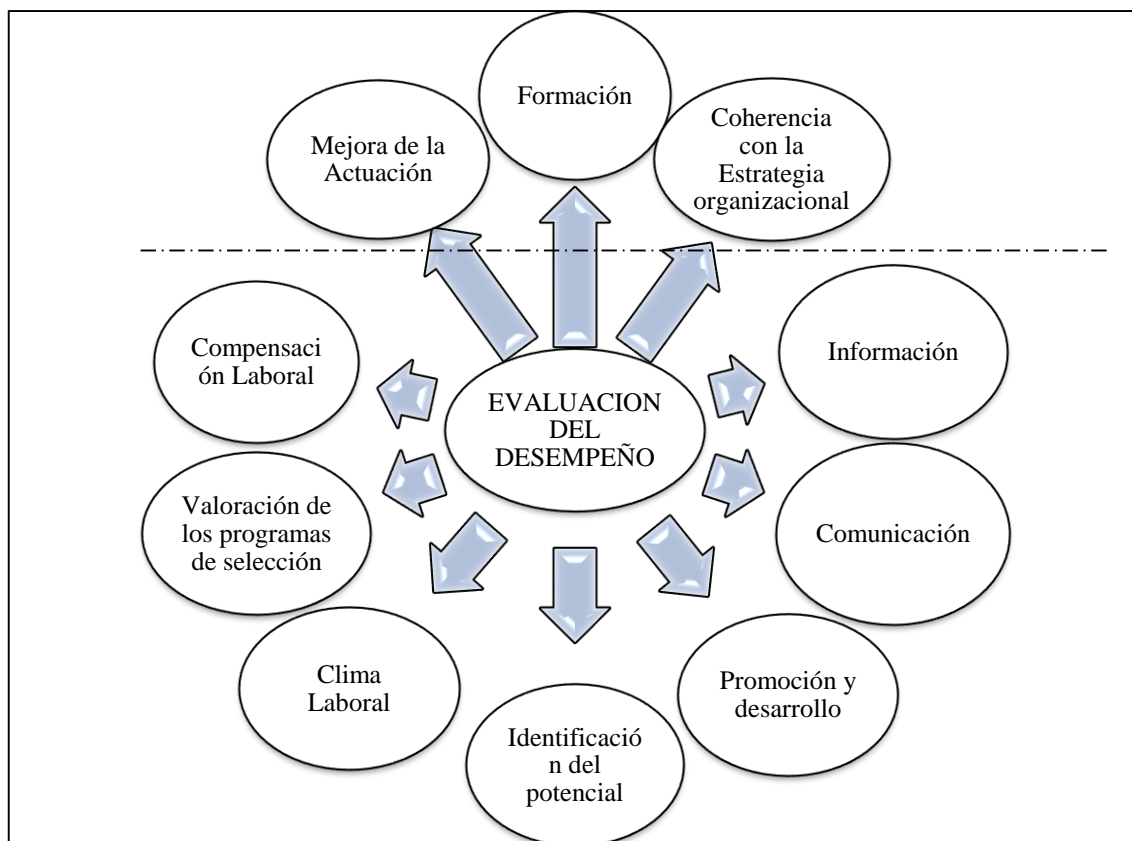 Formación
Mejora de la
Actuación
Coherencia
con la
Estrategia
organizacional
Compensaci
ón Laboral
Información
EVALUACION
DEL
DESEMPEÑO
Valoración de
los programas
de selección
Comunicación
Clima
Laboral
Promoción y
desarrollo
Identificació
n del
potencial